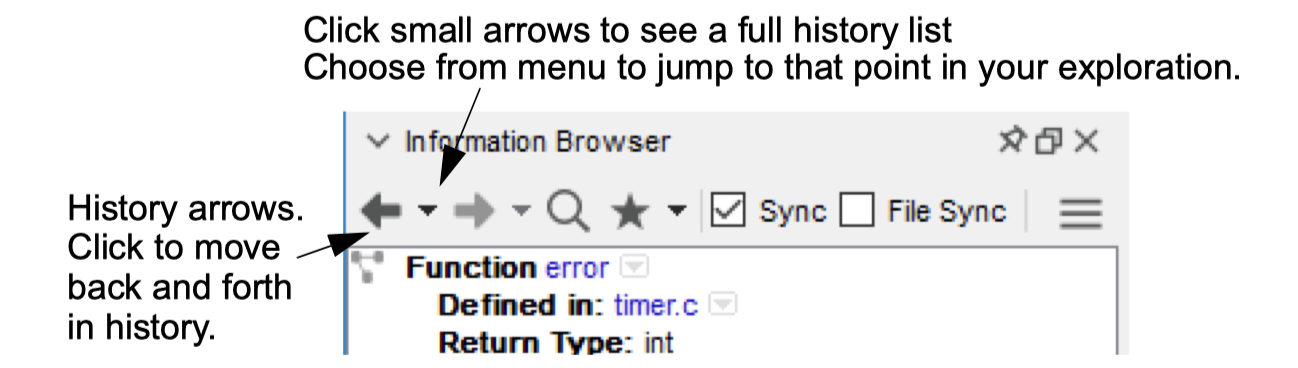 Click small arrows to see a full history list
Choose from menu to jump to that point in your exploration.
Information Browser
History arrows.
Click to move
back and forth
in history.
Sync File Sync
Function error
Defined in: timer.c
Return Type: int